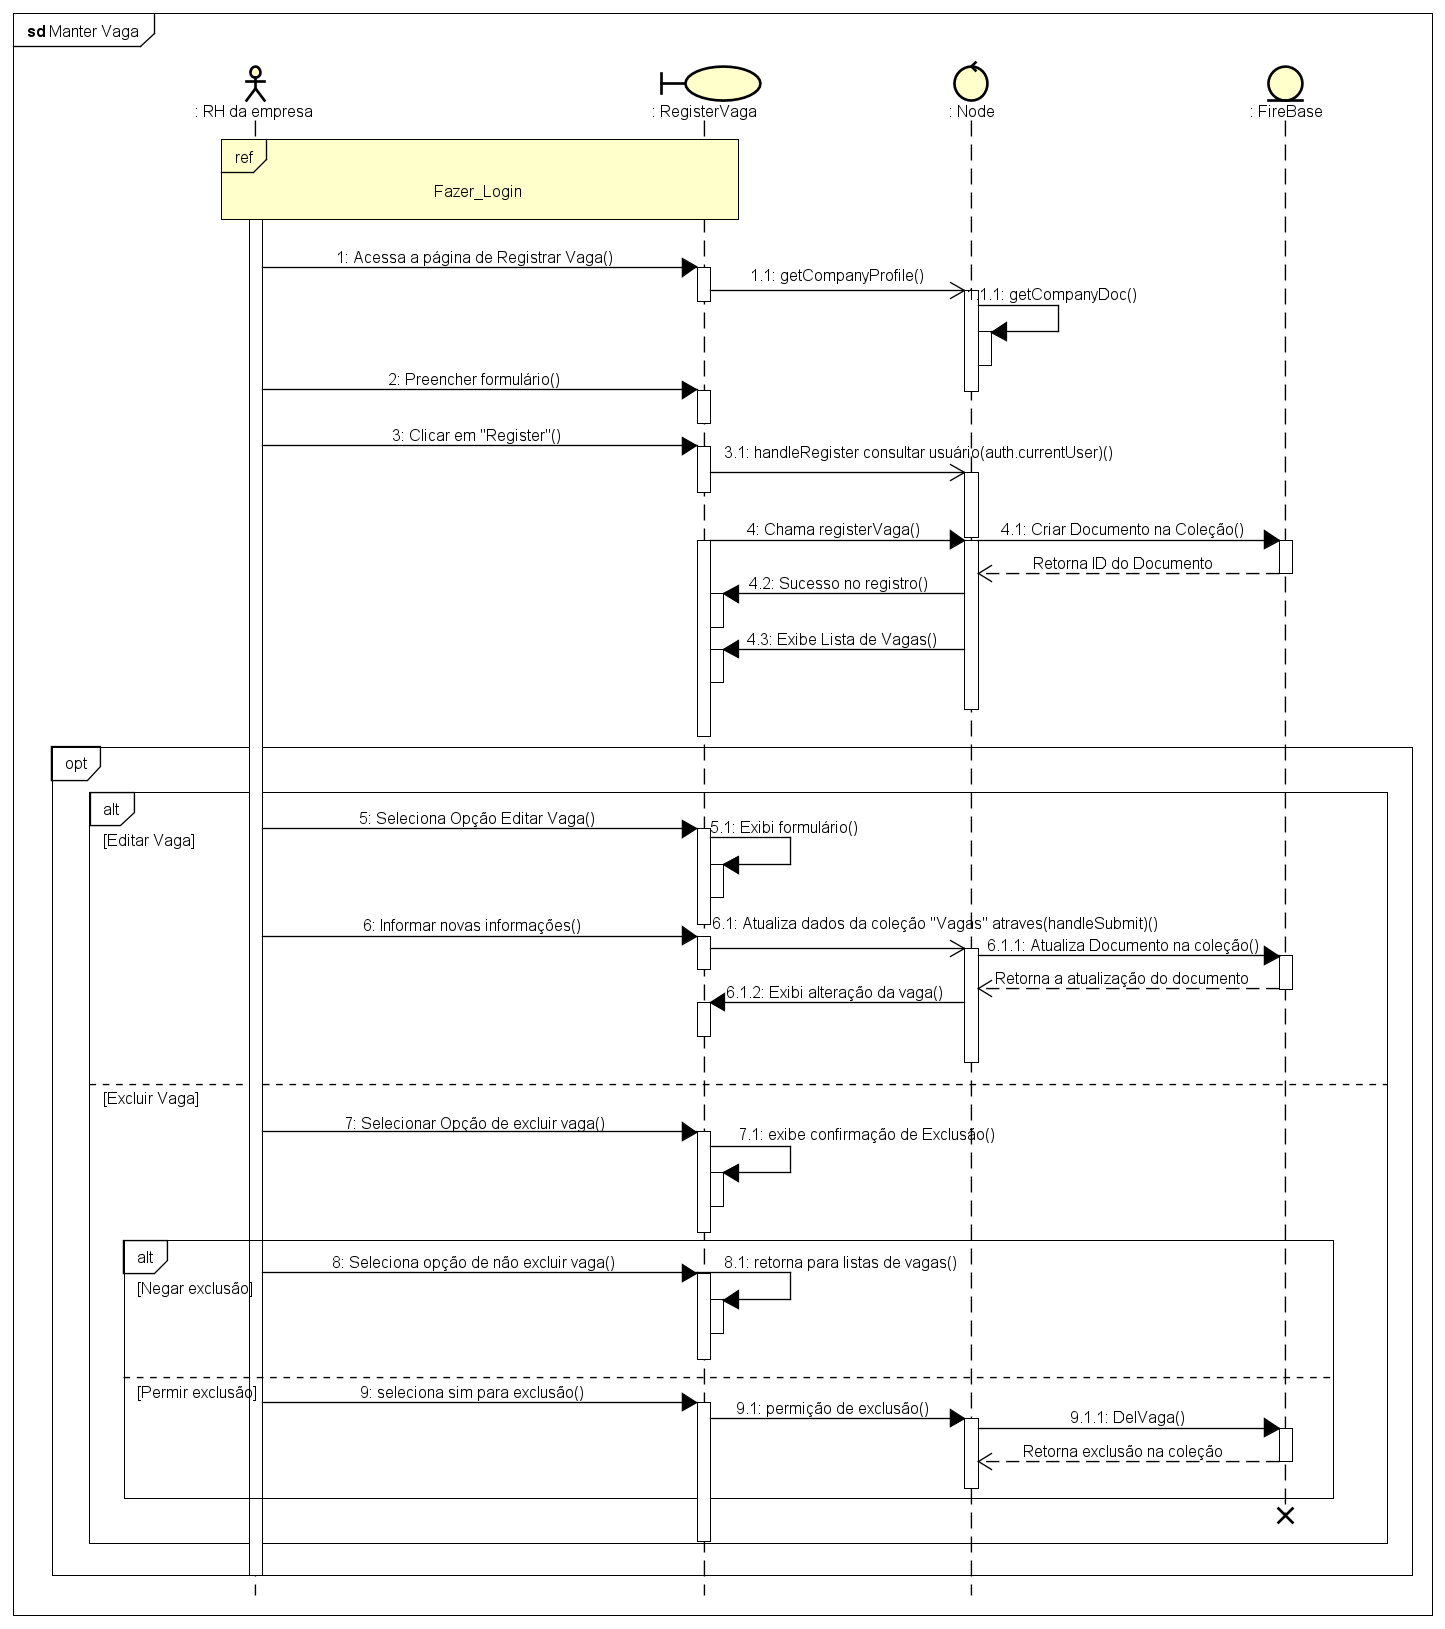 sd Manter Vaga
: RH da empresa
: RegisterVaga
: Node
: FireBase
ref
Fazer_Login
1: Acessa a página de Registrar Vaga()
1.1: getCompanyProfile()
1.1.1: getCompanyDoc()
2: Preencher formulário()
3: Clicar em "Register"()
3.1: handleRegister consultar usuário(auth.currentUser)()
4: Chama registerVaga()
4.1: Criar Documento na Coleção()
Retorna ID do Documento
4.2: Sucesso no registro()
4.3: Exibe Lista de Vagas()
opt
alt
[Editar Vaga]
5: Seleciona Opção Editar Vaga()
5.1: Exibi formulário()
6: Informar novas informações()
6.1: Atualiza dados da coleção "Vagas" atraves(handleSubmit)()
6.1.1: Atualiza Documento na coleção()
Retorna a atualização do documento
6.1.2: Exibi alteração da vaga()
[Excluir Vaga]
7: Selecionar Opção de excluir vaga()
7.1: exibe confirmação de Exclusão()
alt
[Negar exclusão]
8: Seleciona opção de não excluir vaga()
8.1: retorna para listas de vagas()
[Permir exclusão]
9: seleciona sim para exclusão()
9.1: permição de exclusão()
9.1.1: DelVaga()
Retorna exclusão na coleção